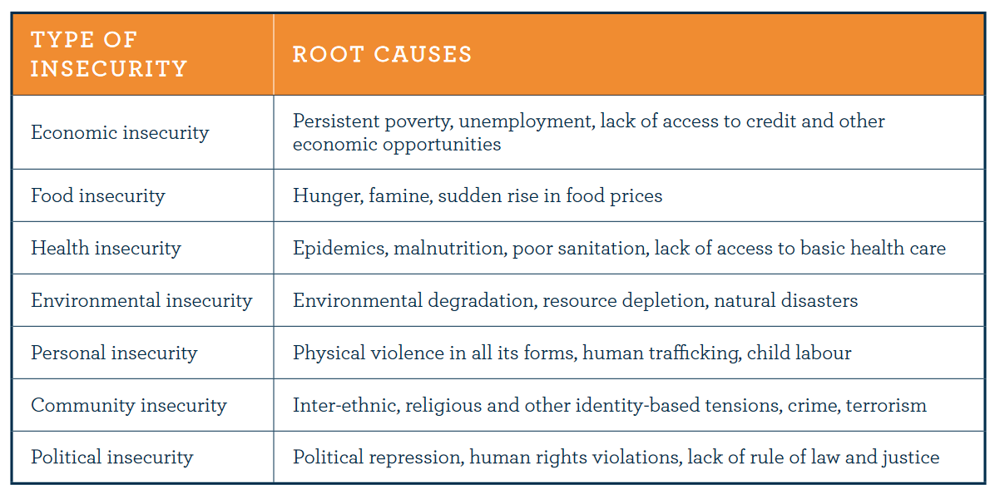 TYPE OF
INSECURITY
ROOT CAUSES
Economic insecurity
Persistent poverty, unemployment, lack of access to credit and other
economic opportunities
Food insecurity
Hunger, famine, sudden rise in food prices
Health insecurity
Epidemics, malnutrition, poor sanitation, lack of access to basic health care
Environmental insecurity
Environmental degradation, resource depletion, natural disasters
Personal insecurity
Physical violence in all its forms, human trafficking, child labour
Community insecurity
Inter-ethnic, religious and other identity-based tensions, crime, terrorism
Political insecurity
Political repression, human rights violations, lack of rule of law and justice